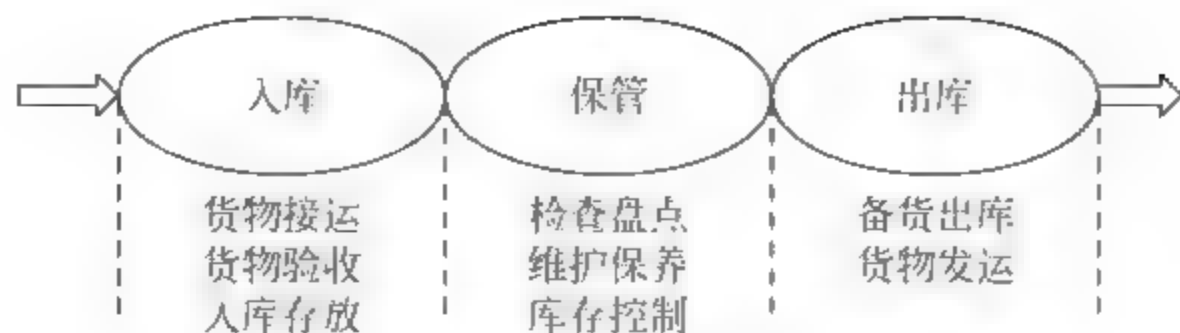 入库
保管
出库
货物接运
货物验收
入库存放
检查盘点
维护保养
库存控制
备货出库
货物发运